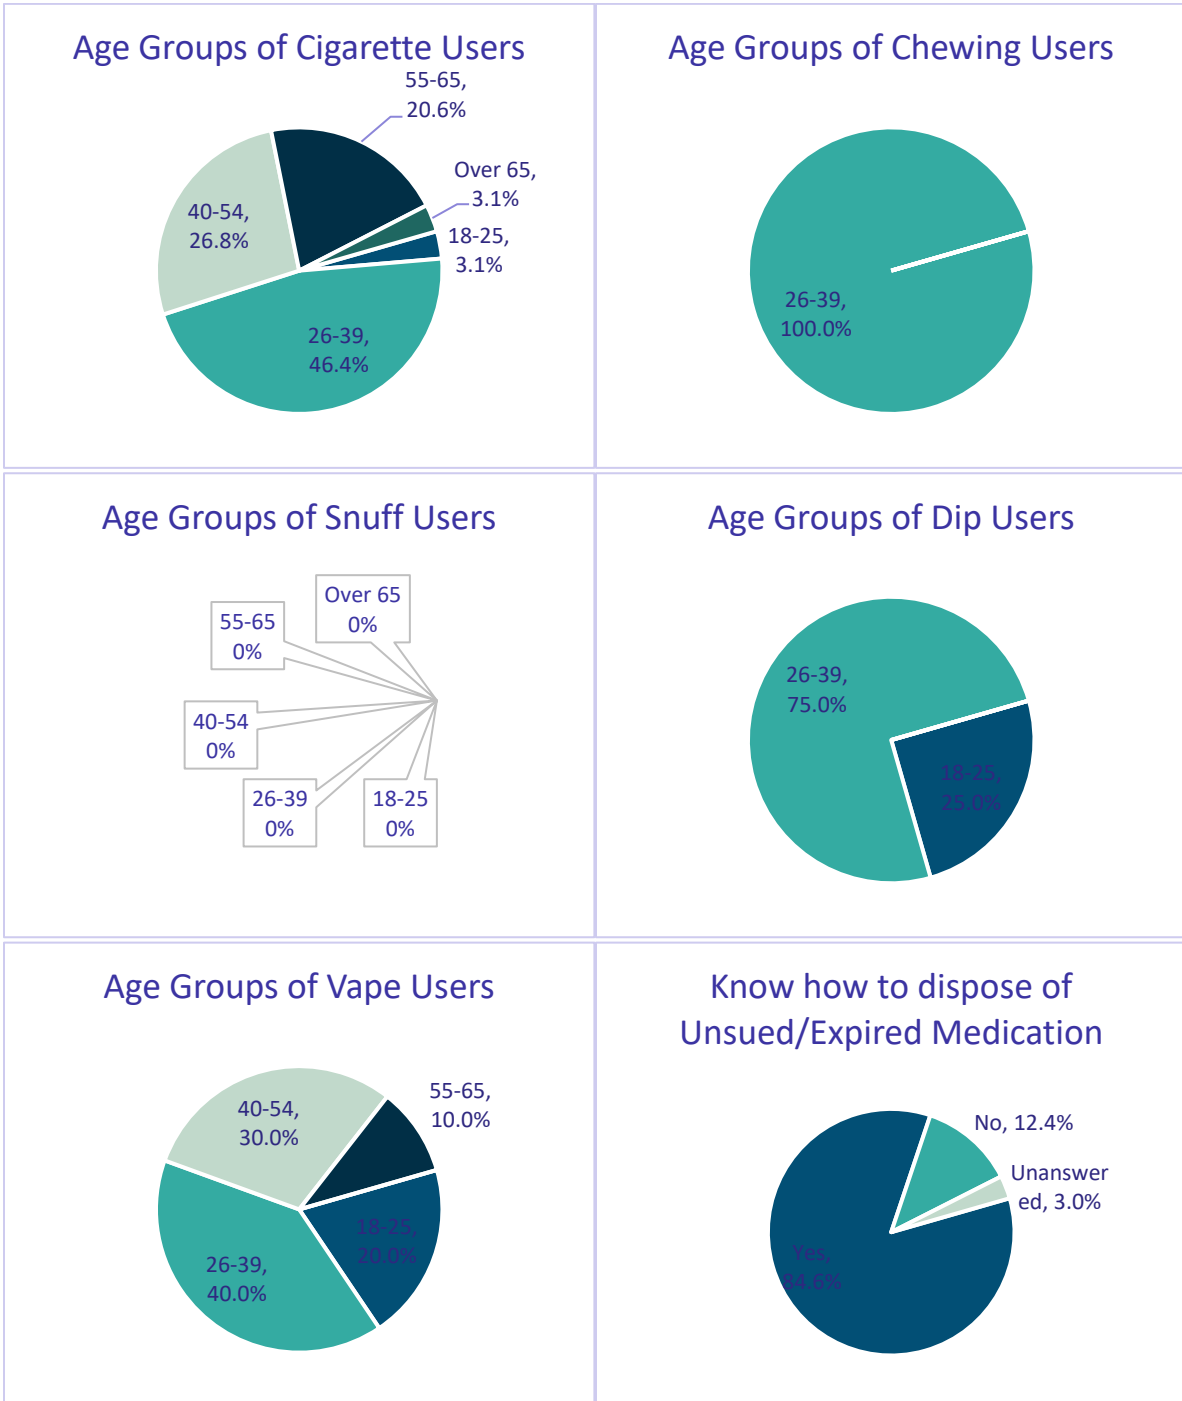 Age Groups of Cigarette Users
55-65,
20.6%
Over 65,
3.1%
18-25,
3.1%
40-54,
26.8%
26-39,
46.4%
Age Groups of Chewing Users
26-39,
100.0%
Age Groups of Snuff Users
Over 65
0%
55-65
0%
40-54
0%
26-39
0%
18-25
0%
Age Groups of Dip Users
26-39,
75.0%
18-25,
25.0%
Age Groups of Vape Users
40-54,
30.0%
55-65,
10.0%
18-25,
20.0%
26-39,
40.0%
Know how to dispose of
Unsued/Expired Medication
No, 12.4%
Unanswer
ed, 3.0%
Yes,
84.6%